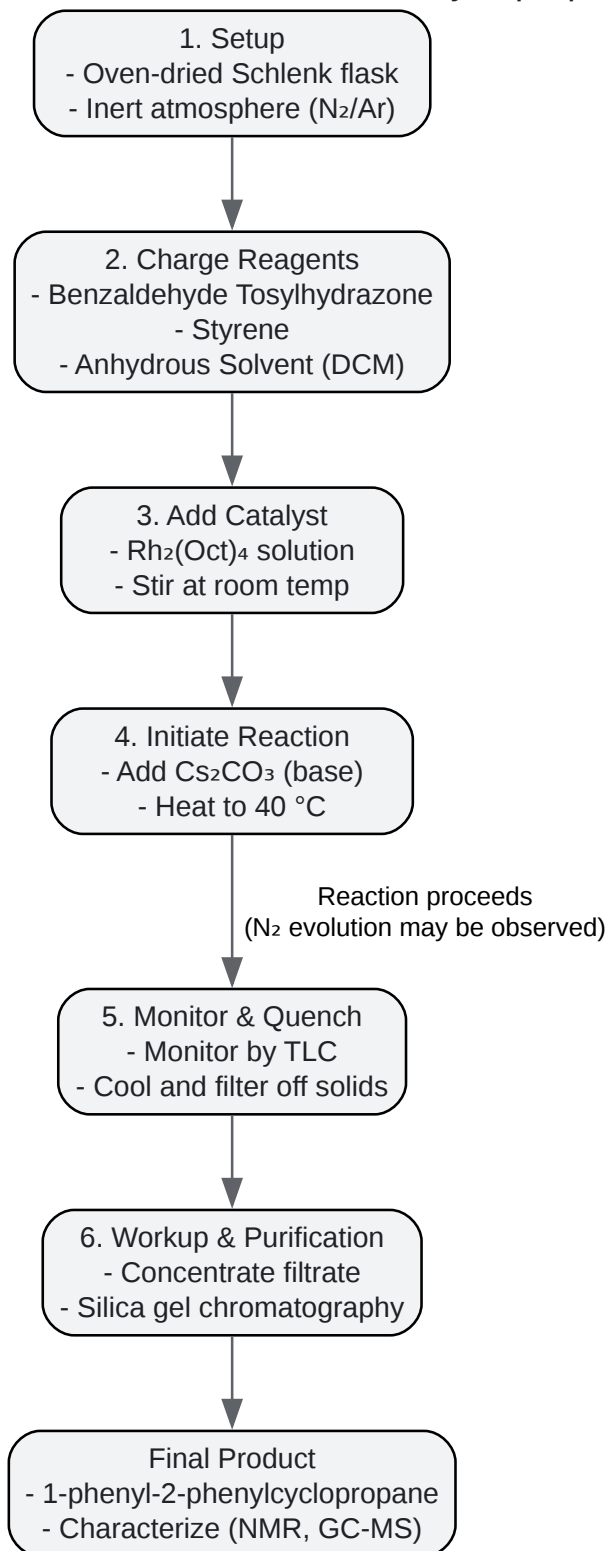 1. Setup
- Oven-dried Schlenk flask
- Inert atmosphere (N₂/Ar)
2. Charge Reagents
- Benzaldehyde Tosylhydrazone
- Styrene
- Anhydrous Solvent (DCM)
3. Add Catalyst
- Rh₂(Oct)₄ solution
- Stir at room temp
4. Initiate Reaction
- Add Cs₂CO₃ (base)
- Heat to 40 °C
Reaction proceeds
(N₂ evolution may be observed)
5. Monitor & Quench
- Monitor by TLC
- Cool and filter off solids
6. Workup & Purification
- Concentrate filtrate
- Silica gel chromatography
Final Product
- 1-phenyl-2-phenylcyclopropane
- Characterize (NMR, GC-MS)